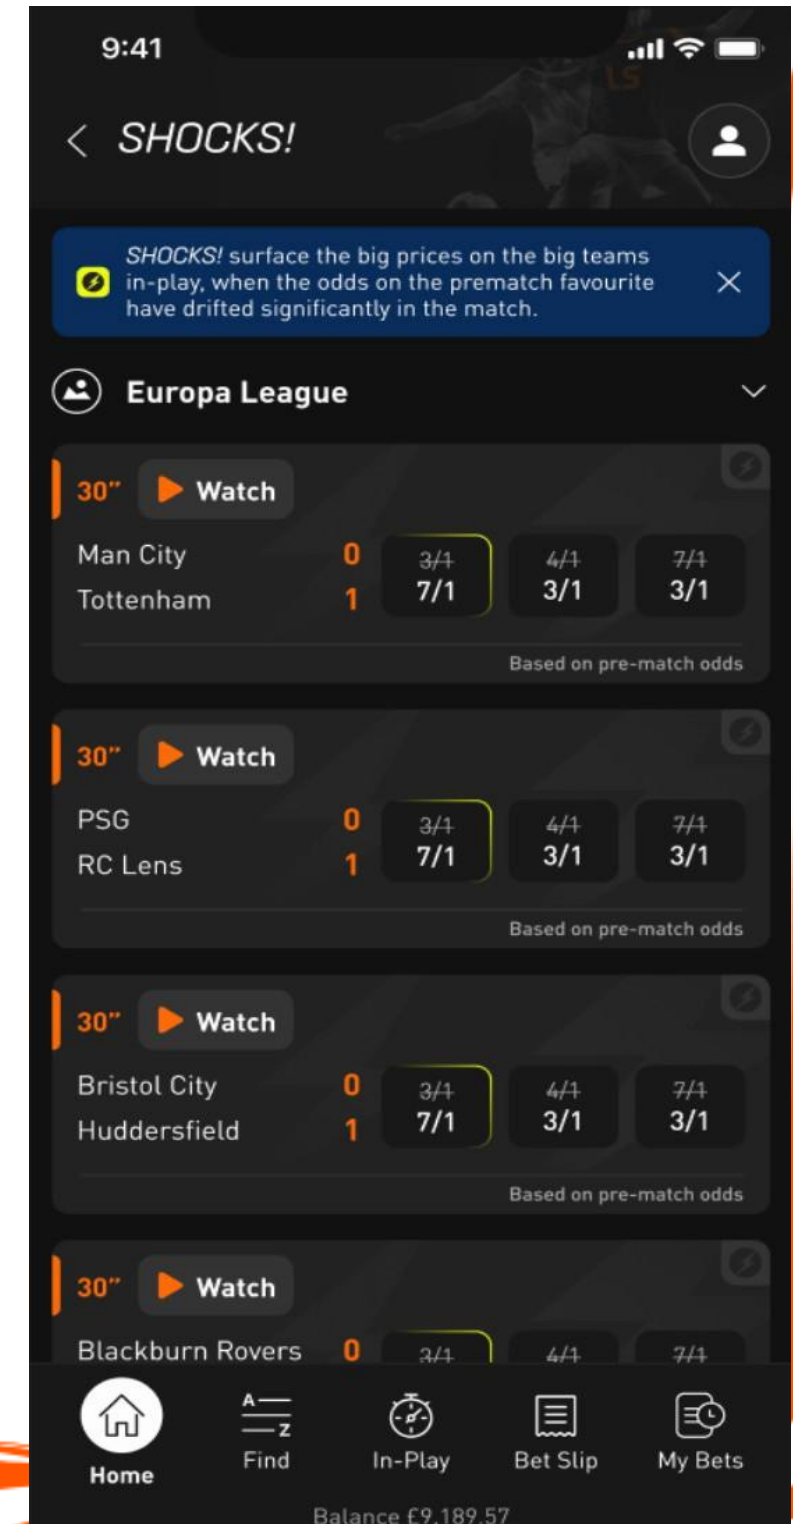 9:41
LS
SHOCKS!
SHOCKS! surface the big prices on the big teams
in-play, when the odds on the prematch favourite
have drifted significantly in the match.
Europa League
30” Watch
Man City 0 3/1 4/1 7/1
Tottenham 1 7/1 3/1 3/1
Based on pre-match odds
30” Watch
PSG 0 3/1 4/1 7/1
RC Lens 1 7/1 3/1 3/1
Based on pre-match odds
30” Watch
Bristol City 0 3/1 4/1 7/1
Huddersfield 1 7/1 3/1 3/1
Based on pre-match odds
30” Watch
Blackburn Rovers 0 3/1 4/1 7/1
A
Z
Home Find In-Play Bet Slip My Bets
Balance £9,189.57